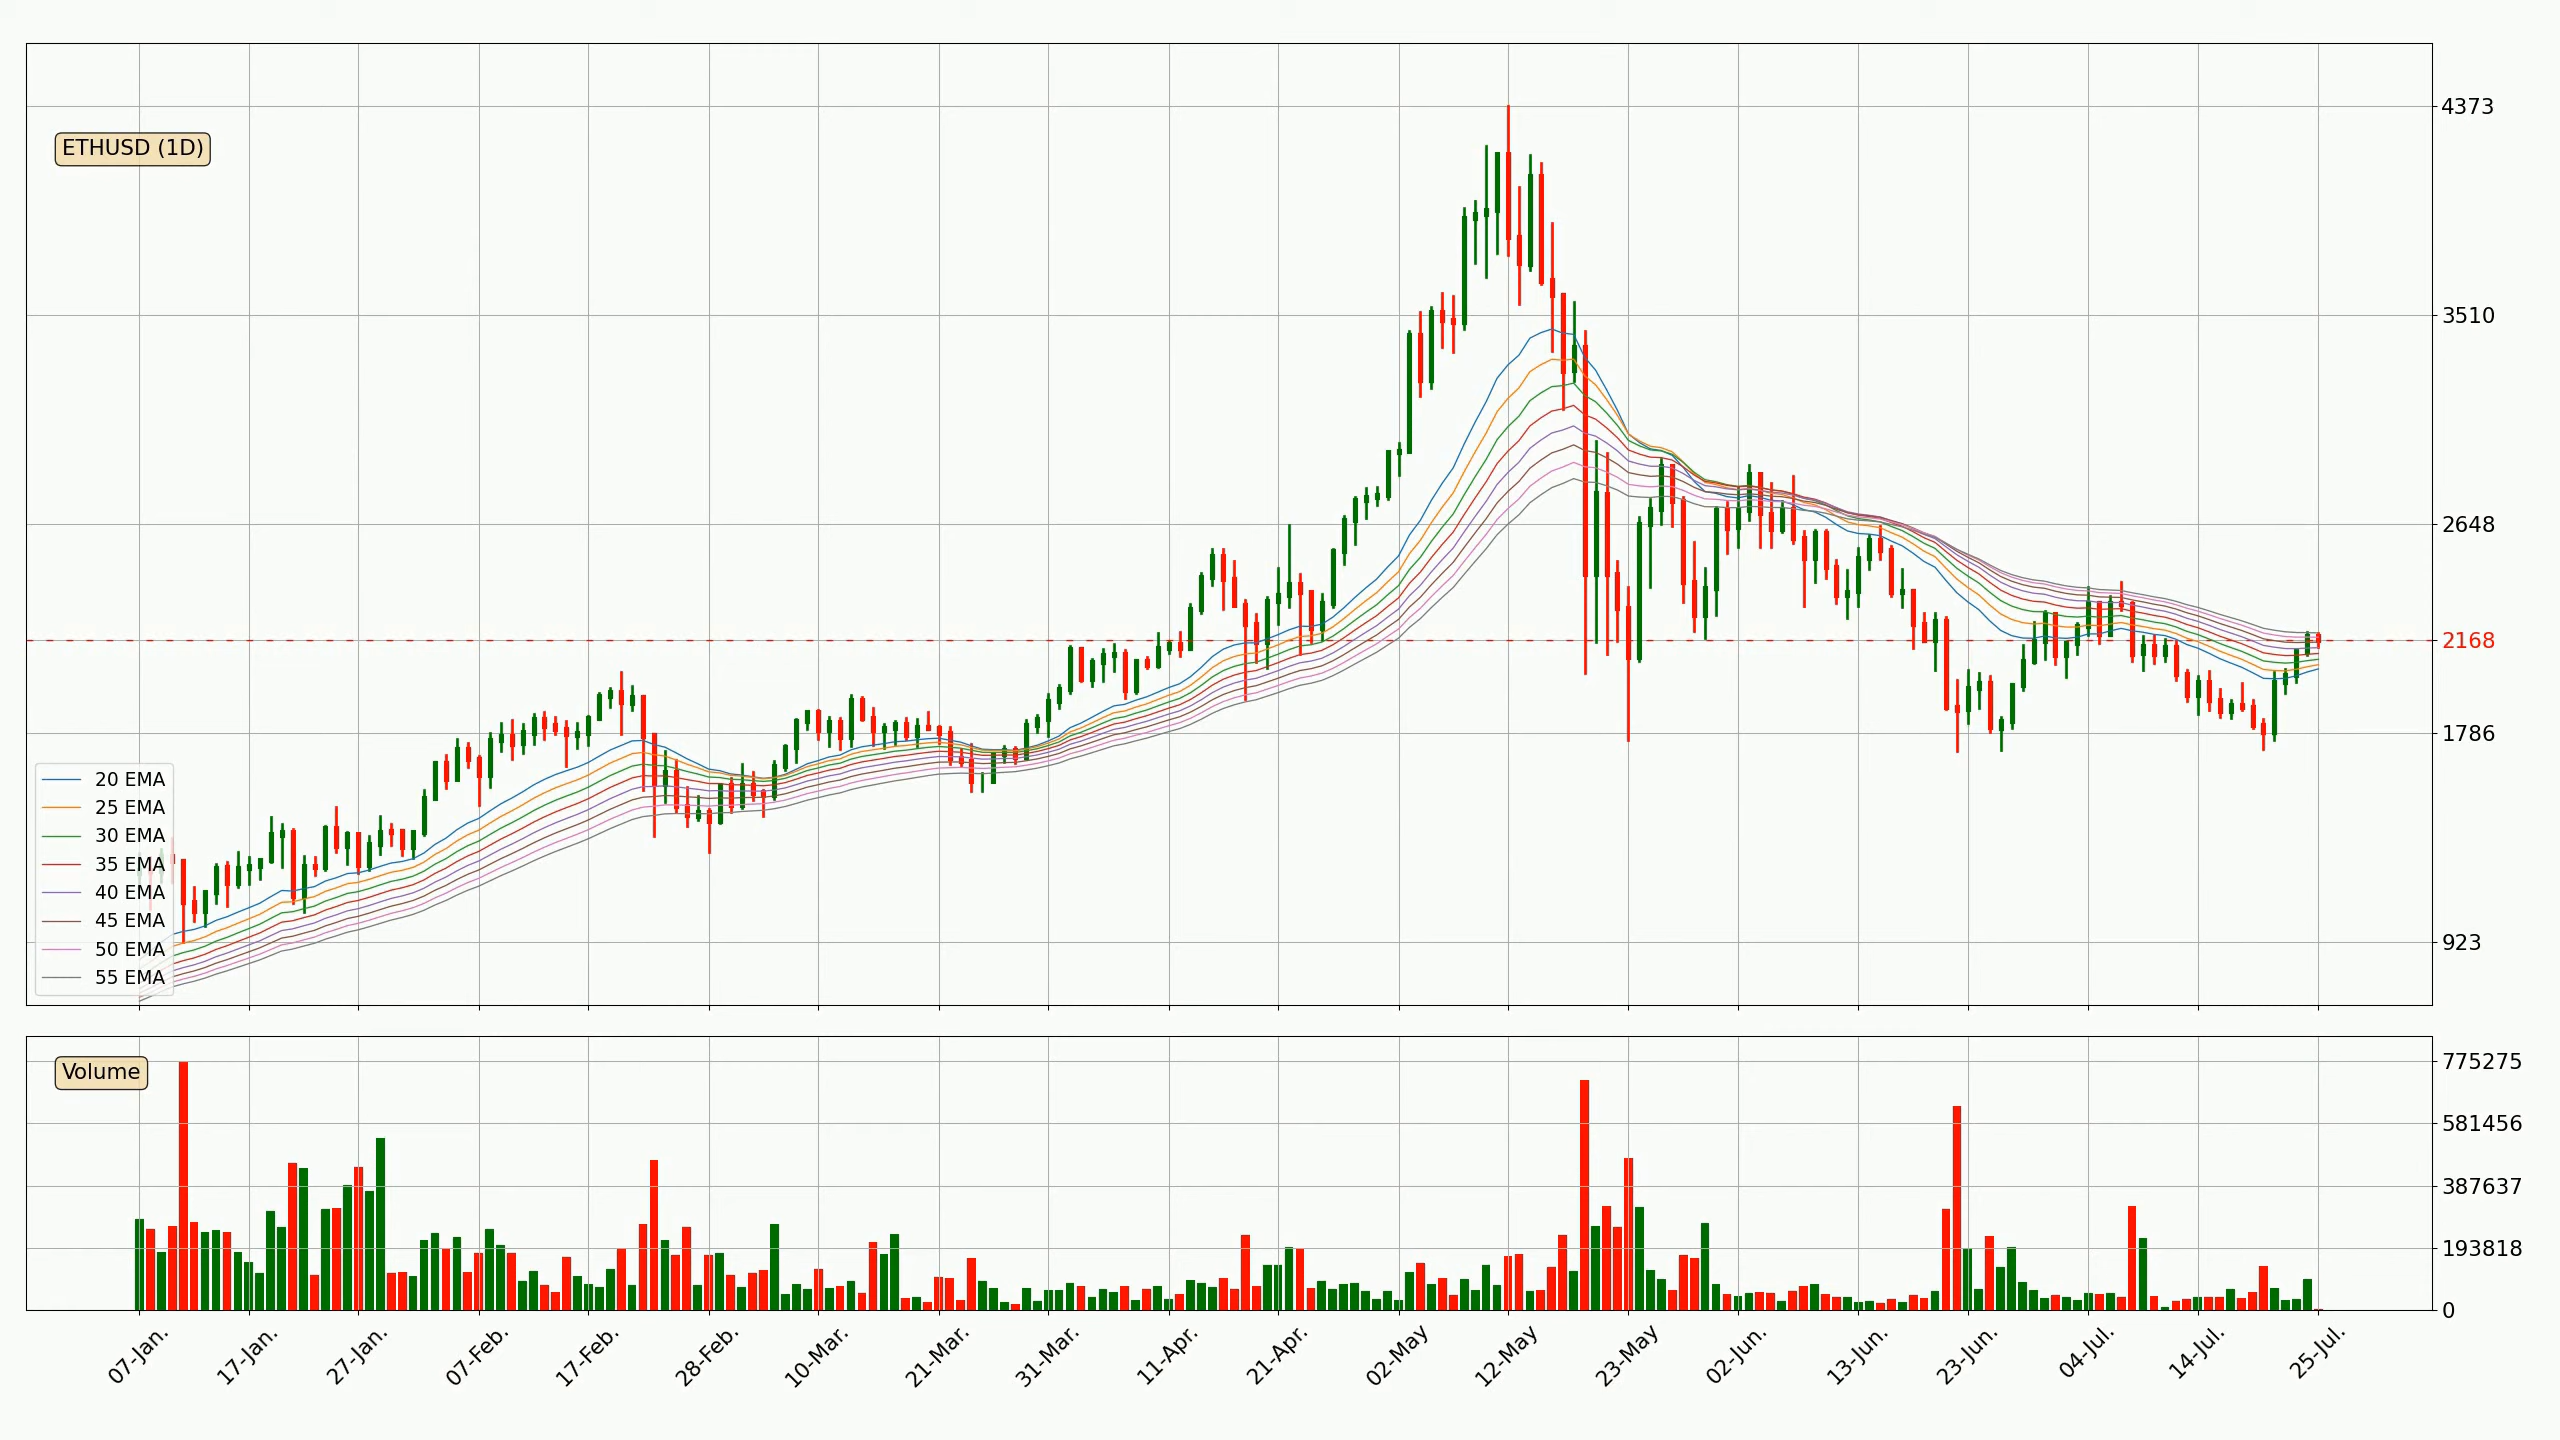 ETHUSD (1D)
4373
3510
2648
2168
1786
923
20 EMA
25 EMA
30 EMA
35 EMA
40 EMA
45 EMA
50 EMA
55 EMA
Volume
775275
581456
387637
193818
0
07-Jan. 17-Jan. 27-Jan. 07-Feb. 17-Feb. 28-Feb. 10-Mar. 21-Mar. 31-Mar. 11-Apr. 21-Apr. 02-May 12-May 23-May 02-Jun. 13-Jun. 23-Jun. 04-Jul. 14-Jul. 25-Jul.